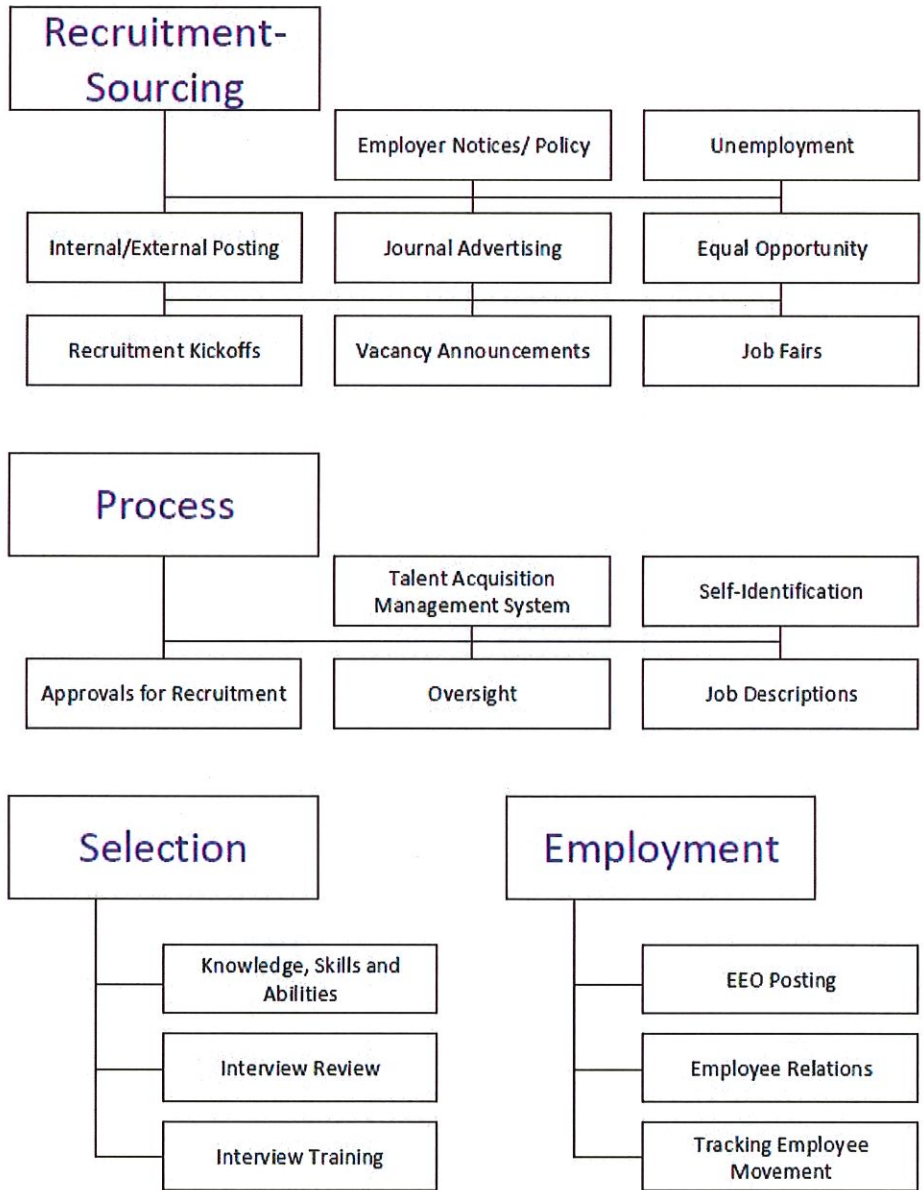 Recruitment-
Sourcing
Employer Notices/ Policy
Unemployment
Internal/External Posting
Journal Advertising
Equal Opportunity
Recruitment Kickoffs
Vacancy Announcements
Job Fairs
Process
Talent Acquisition
Management System
Self-Identification
Approvals for Recruitment
Oversight
Job Descriptions
Selection
Knowledge, Skills and
Abilities
Interview Review
Interview Training
Employment
EEO Posting
Employee Relations
Tracking Employee
Movement